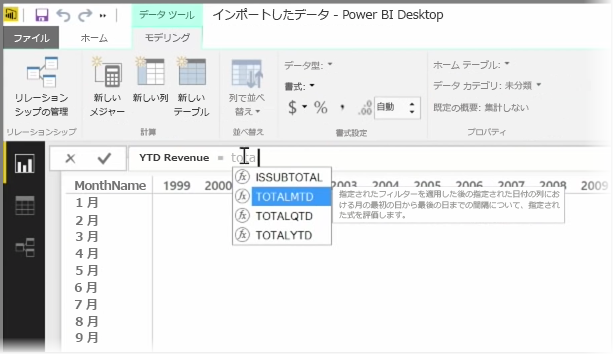 データ ツール
インポートしたデータ - Power BI Desktop
ファイル
ホーム
モデリング
リレーション
シップの管理
リレーションシップ
新しい
メジャー
新しい列
新しい
テーブル
計算
列で並べ
替え
並べ替え
データ型:
書式:
$ % , .00 自動
書式設定
ホーム テーブル:
データ カテゴリ: 未分類
既定の概要: 集計しない
プロパティ
YTD Revenue = tota
MonthName 1999 2000 2003 2004 2005 2006 2007 2008 2009
ISSUBTOTAL
TOTALMTD
TOTALQTD
TOTALYTD
指定されたフィルターを適用した後の指定された日付の列にお
ける月の最初の日から最後の日までの間隔について、指定され
た式を評価します。
1 月
2 月
3 月
4 月
5 月
6 月
7 月
8 月
9 月